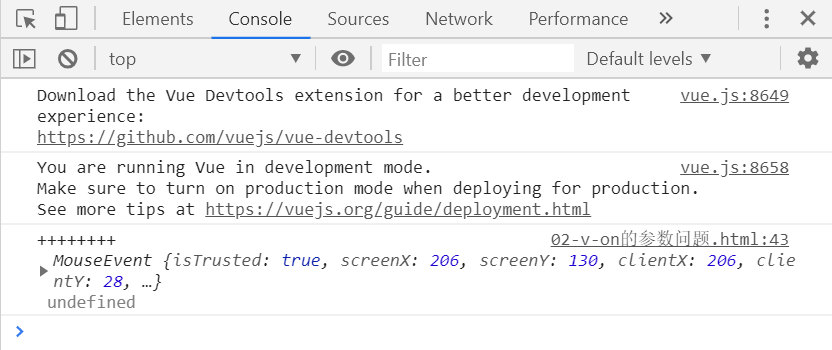 Elements Console Sources Network Performance »
top ▼ Filter Default levels ▼
Download the Vue Devtools extension for a better development vue.js:8649
experience:
https://github.com/vuejs/vue-devtools
You are running Vue in development mode. vue.js:8658
Make sure to turn on production mode when deploying for production.
See more tips at https://vuejs.org/guide/deployment.html
++++++++ 02-v-on的参数问题.html:43
MouseEvent {isTrusted: true, screenX: 206, screenY: 130, clientX: 206, clie
ntY: 28, …}
undefined